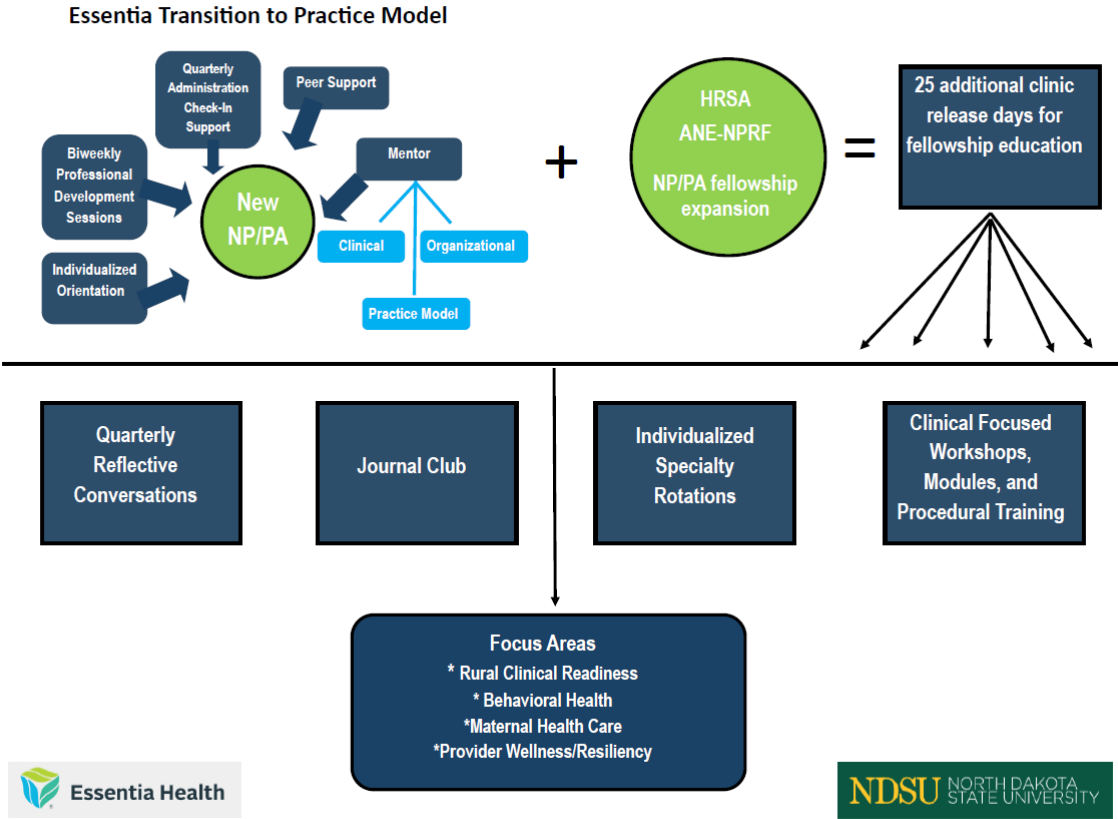 Essentia Transition to Practice Model
Quarterly
Administration
Check-In
Support
Peer Support
Biweekly
Professional
Development
Sessions
Mentor
New
NP/PA
Clinical
Organizational
Individualized
Orientation
Practice Model
+
HRSA
ANE-NPRF
NP/PA fellowship
expansion
=
25 additional clinic
release days for
fellowship education
Quarterly
Reflective
Conversations
Journal Club
Individualized
Specialty
Rotations
Clinical Focused
Workshops,
Modules, and
Procedural Training
Focus Areas
* Rural Clinical Readiness
* Behavioral Health
*Maternal Health Care
*Provider Wellness/Resiliency
Essentia Health
NDSU NORTH DAKOTA
STATE UNIVERSITY